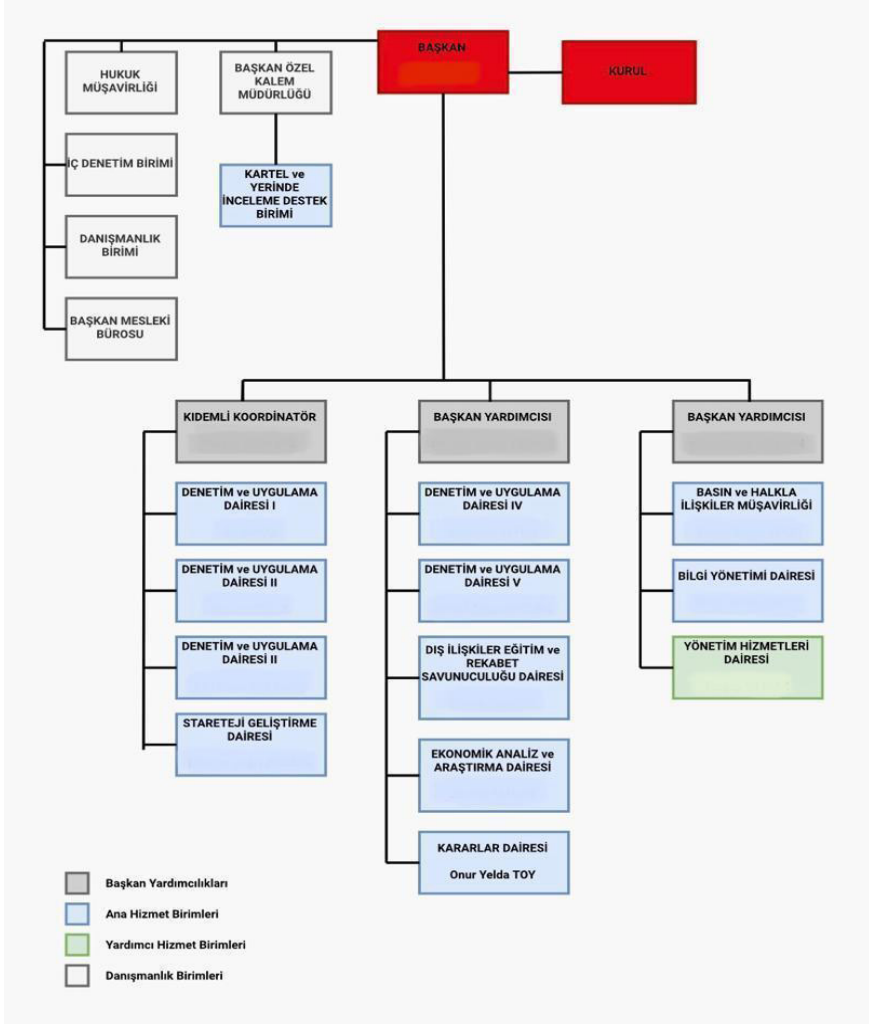 BAŞKAN
KURUL
HUKUK
MÜŞAVİRLİĞİ
BAŞKAN ÖZEL
KALEM
MÜDÜRLÜĞÜ
İÇ DENETİM BİRİMİ
KARTEL ve
YERİNDE
İNCELEME DESTEK
BİRİMİ
DANIŞMANLIK
BİRİMİ
BAŞKAN MESLEKİ
BÜROSU
KIDEMLİ KOORDİNATÖR
DENETİM ve UYGULAMA
DAİRESİ I
DENETİM ve UYGULAMA
DAİRESİ II
DENETİM ve UYGULAMA
DAİRESİ II
STARETEJİ GELİŞTİRME
DAİRESİ
BAŞKAN YARDIMCISI
DENETİM ve UYGULAMA
DAİRESİ IV
DENETİM ve UYGULAMA
DAİRESİ V
DIŞ İLİŞKİLER EĞİTİM ve
REKABET
SAVUNUCULUĞU DAİRESİ
EKONOMİK ANALİZ ve
ARAŞTIRMA DAİRESİ
KARARLAR DAİRESİ
Onur Yelda TOY
BAŞKAN YARDIMCISI
BASIN ve HALKLA
İLİŞKİLER MÜŞAVİRLİĞİ
BİLGİ YÖNETİMİ DAİRESİ
YÖNETİM HİZMETLERİ
DAİRESİ
Başkan Yardımcılıkları
Ana Hizmet Birimleri
Yardımcı Hizmet Birimleri
Danışmanlık Birimleri